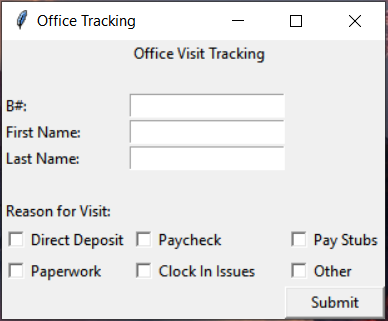 Office Tracking
Office Visit Tracking
B#:
First Name:
Last Name:
Reason for Visit:
Direct Deposit Paycheck Pay Stubs
Paperwork Clock In Issues Other
Submit